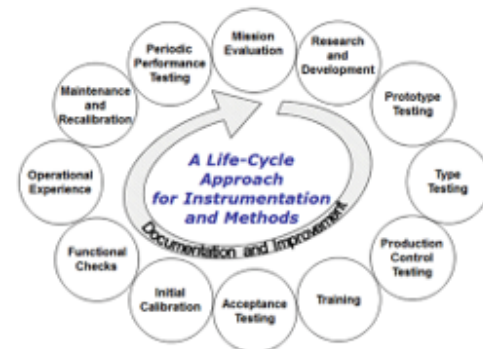 Mission
Evaluation
Research
and
Development
Prototype
Testing
Type
Testing
Production
Control
Testing
Training
Acceptance
Testing
Initial
Calibration
Functional
Checks
Operational
Experience
Maintenance
and
Recalibration
Periodic
Performance
Testing
A Life-Cycle
Approach
for Instrumentation
and Methods
Documentation and Improvement